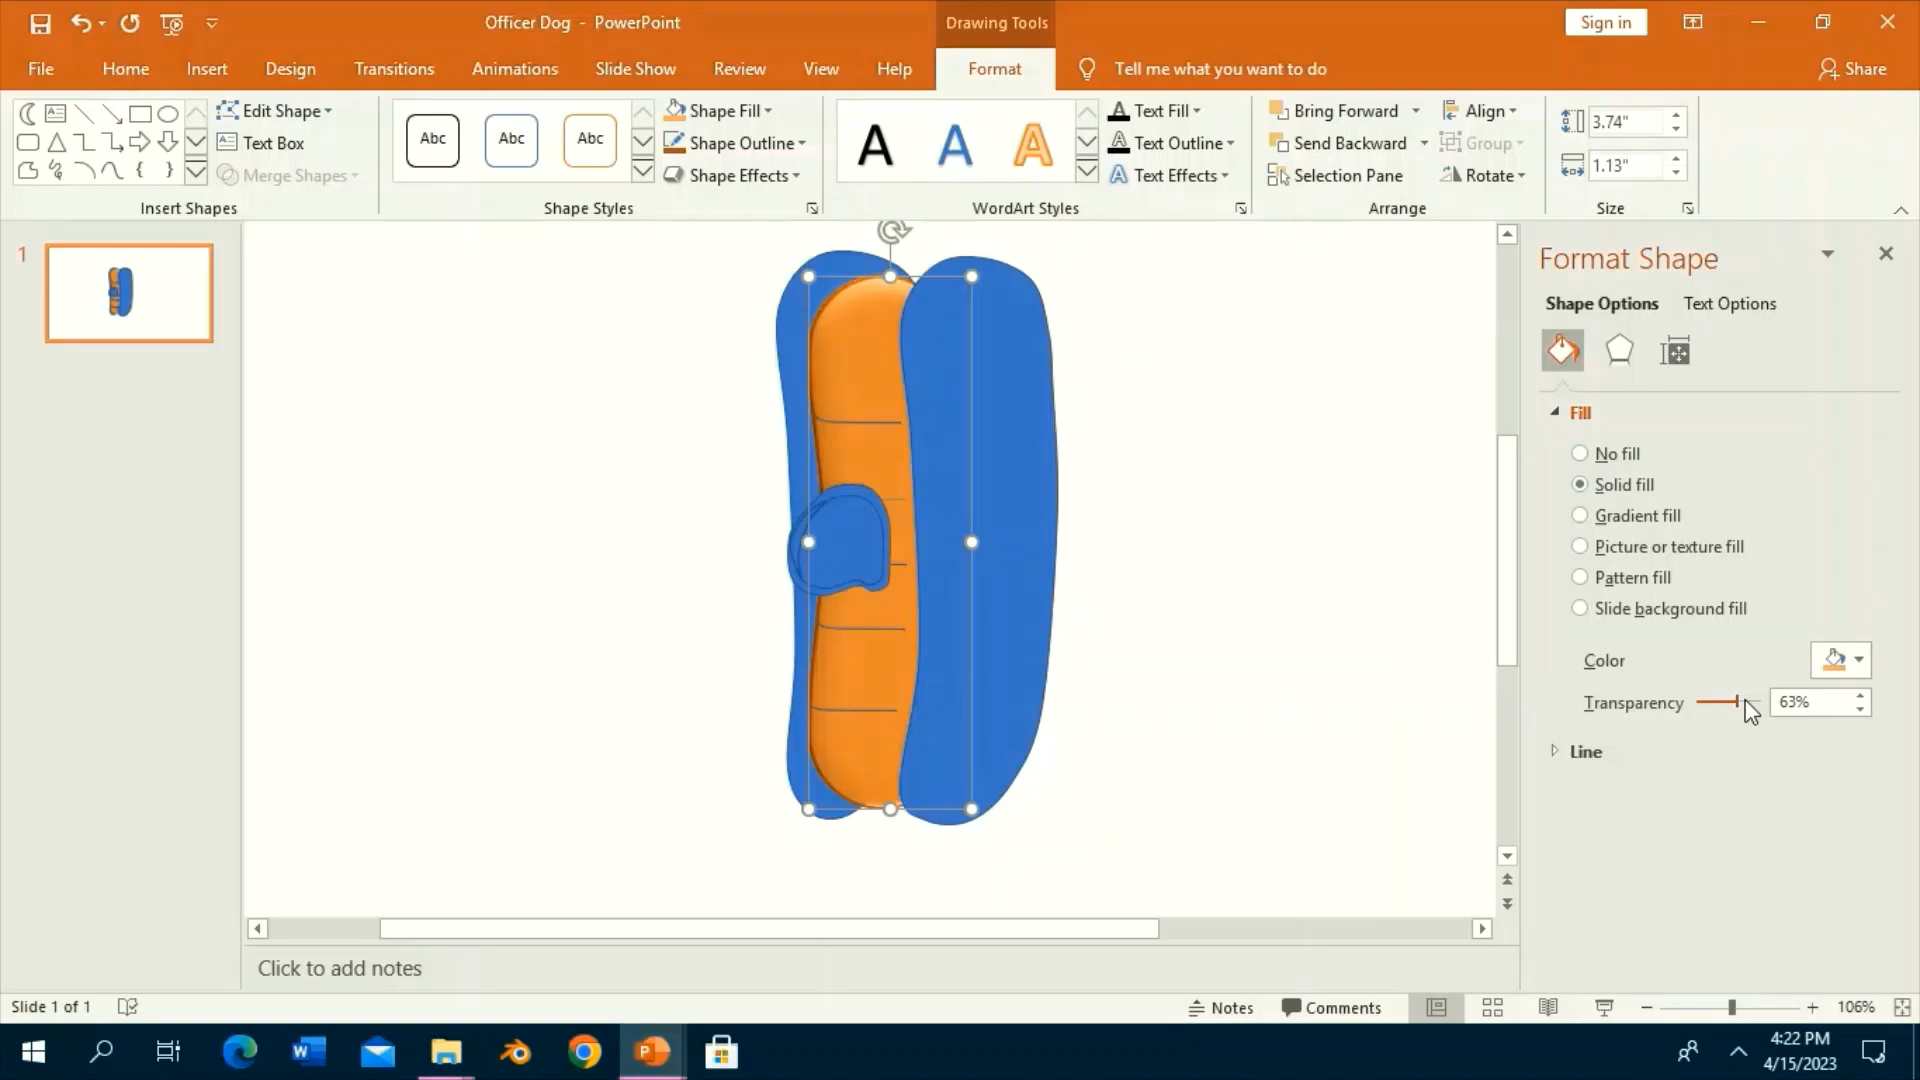 Officer Dog - PowerPoint
Drawing Tools
Sign in
File Home Insert Design Transitions Animations Slide Show Review View Help Format Tell me what you want to do Share
Edit Shape
Text Box
Merge Shapes
Insert Shapes
Abc Abc Abc
Shape Fill
Shape Outline
Shape Effects
Shape Styles
A A A
Text Fill
Text Outline
Text Effects
WordArt Styles
Bring Forward
Send Backward
Selection Pane
Align
Group
Rotate
Arrange
3.74"
1.13"
Size
1
Format Shape
Shape Options Text Options
Fill
No fill
Solid fill
Gradient fill
Picture or texture fill
Pattern fill
Slide background fill
Color
Transparency 63%
Line
Click to add notes
Slide 1 of 1
Notes Comments 106%
4:22 PM
4/15/2023